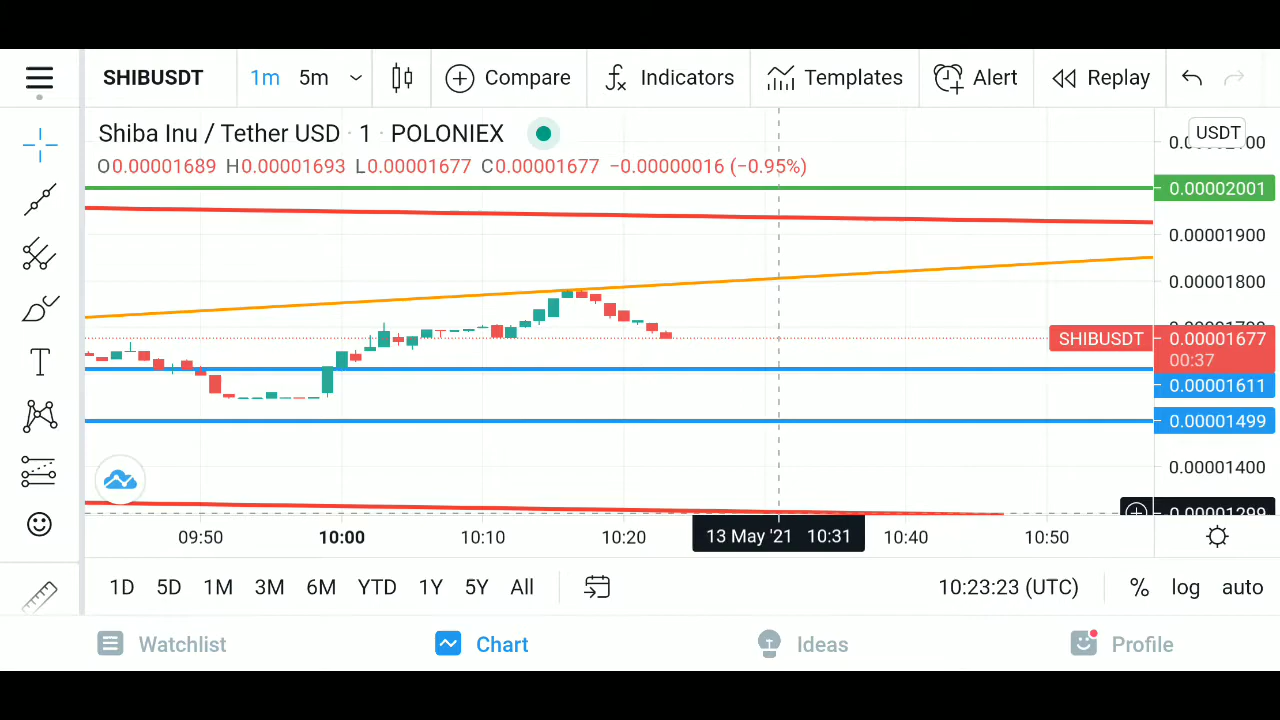 SHIBUSDT 1m 5m Compare Indicators Templates Alert Replay
Shiba Inu / Tether USD · 1 · POLONIEX
USDT
O0.00001689 H0.00001693 L0.00001677 C0.00001677 −0.00000016 (−0.95%)
0.00002001
0.00001900
0.00001800
SHIBUSDT 0.00001677
00:37
0.00001611
0.00001499
0.00001400
0.00001299
T
09:50 10:00 10:10 10:20 13 May '21 10:31 10:40 10:50
1D 5D 1M 3M 6M YTD 1Y 5Y All 10:23:23 (UTC) % log auto
Watchlist Chart Ideas Profile